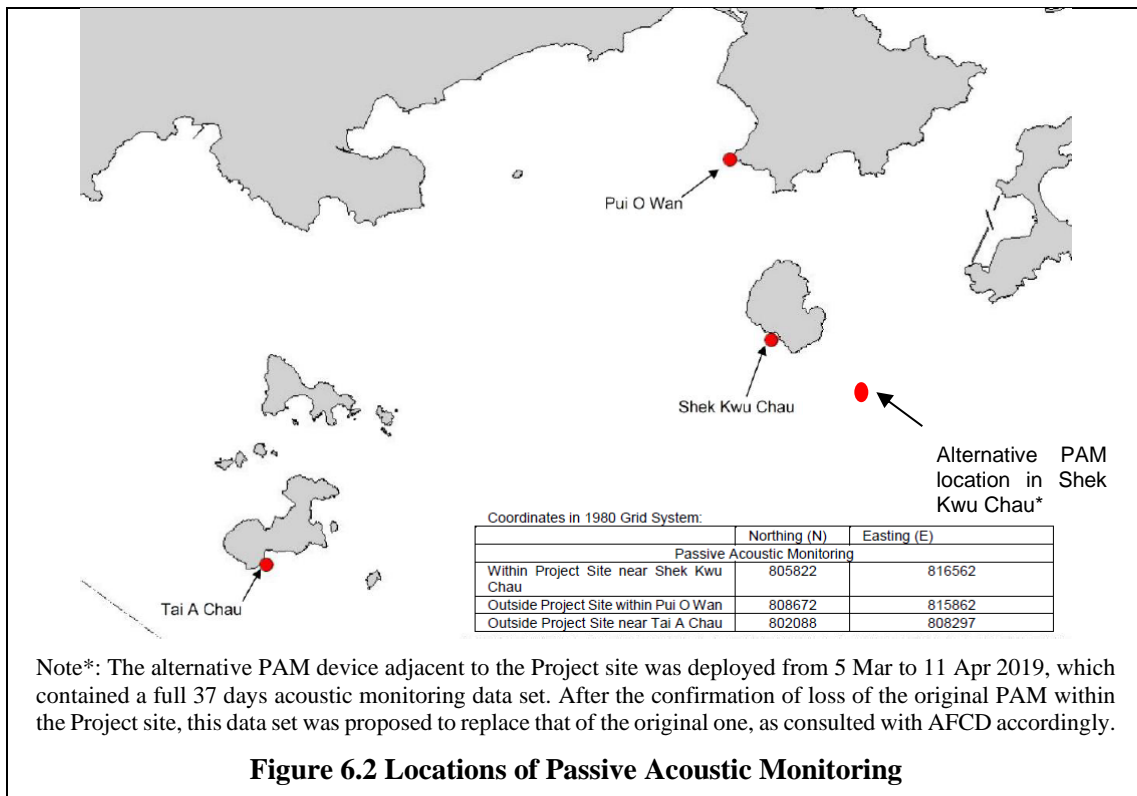 Pui O Wan
Shek Kwu Chau
Alternative PAM
location in Shek
Kwu Chau*
Tai A Chau
Coordinates in 1980 Grid System:
Northing (N) Easting (E)
Passive Acoustic Monitoring
Within Project Site near Shek Kwu 805822 816562
Chau
Outside Project Site within Pui O Wan 808672 815862
Outside Project Site near Tai A Chau 802088 808297
Note*: The alternative PAM device adjacent to the Project site was deployed from 5 Mar to 11 Apr 2019, which
contained a full 37 days acoustic monitoring data set. After the confirmation of loss of the original PAM within
the Project site, this data set was proposed to replace that of the original one, as consulted with AFCD accordingly.
Figure 6.2 Locations of Passive Acoustic Monitoring